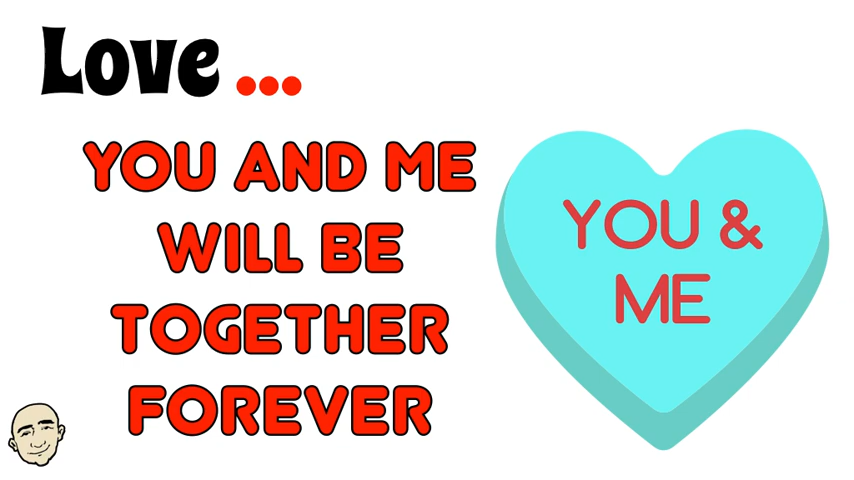 Love ...
YOU AND ME
WILL BE
TOGETHER
FOREVER
YOU &
ME